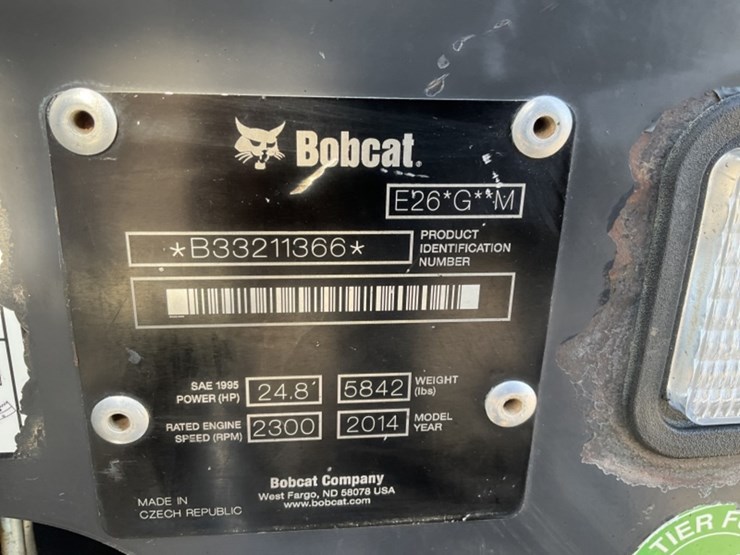 Bobcat®
E26*G**M
*B33211366*
PRODUCT
IDENTIFICATION
NUMBER
SAE 1995
POWER (HP)
24.8
5842
WEIGHT
(lbs)
RATED ENGINE
SPEED (RPM)
2300
2014
MODEL
YEAR
Bobcat Company
West Fargo, ND 58078 USA
www.bobcat.com
MADE IN
CZECH REPUBLIC
TIER